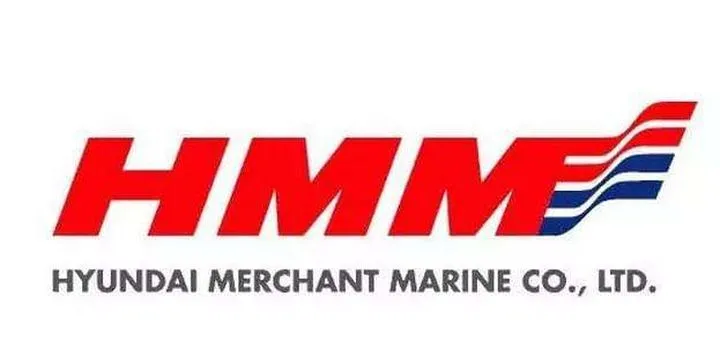 HMM
HYUNDAI MERCHANT MARINE CO., LTD.